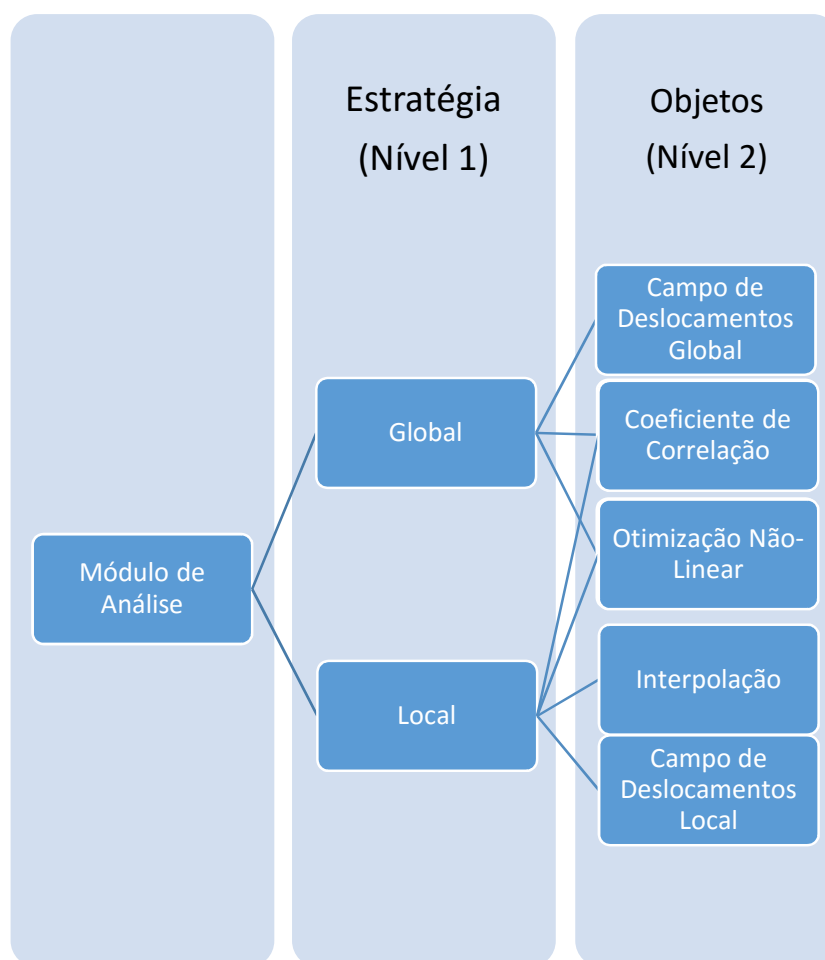 Estratégia
(Nível 1)
Objetos
(Nível 2)
Módulo de
Análise
Global
Local
Campo de
Deslocamentos
Global
Coeficiente de
Correlação
Otimização Não-
Linear
Interpolação
Campo de
Deslocamentos
Local